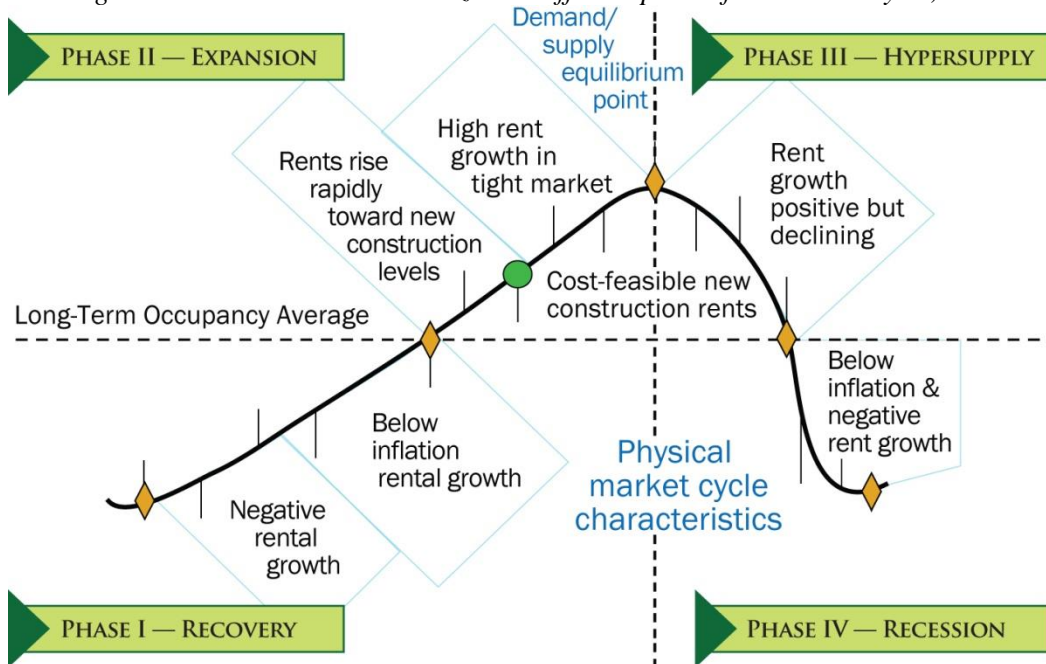 Demand/
supply
equilibrium
point
PHASE II — EXPANSION
PHASE III — HYPERSUPPLY
High rent
growth in
tight market
Rents rise
rapidly
toward new
construction
levels
Rent
growth
positive but
declining
Cost-feasible new
construction rents
Long-Term Occupancy Average
Below
inflation &
negative
rent growth
Below
inflation
rental growth
Physical
market cycle
characteristics
Negative
rental
growth
PHASE I — RECOVERY
PHASE IV — RECESSION